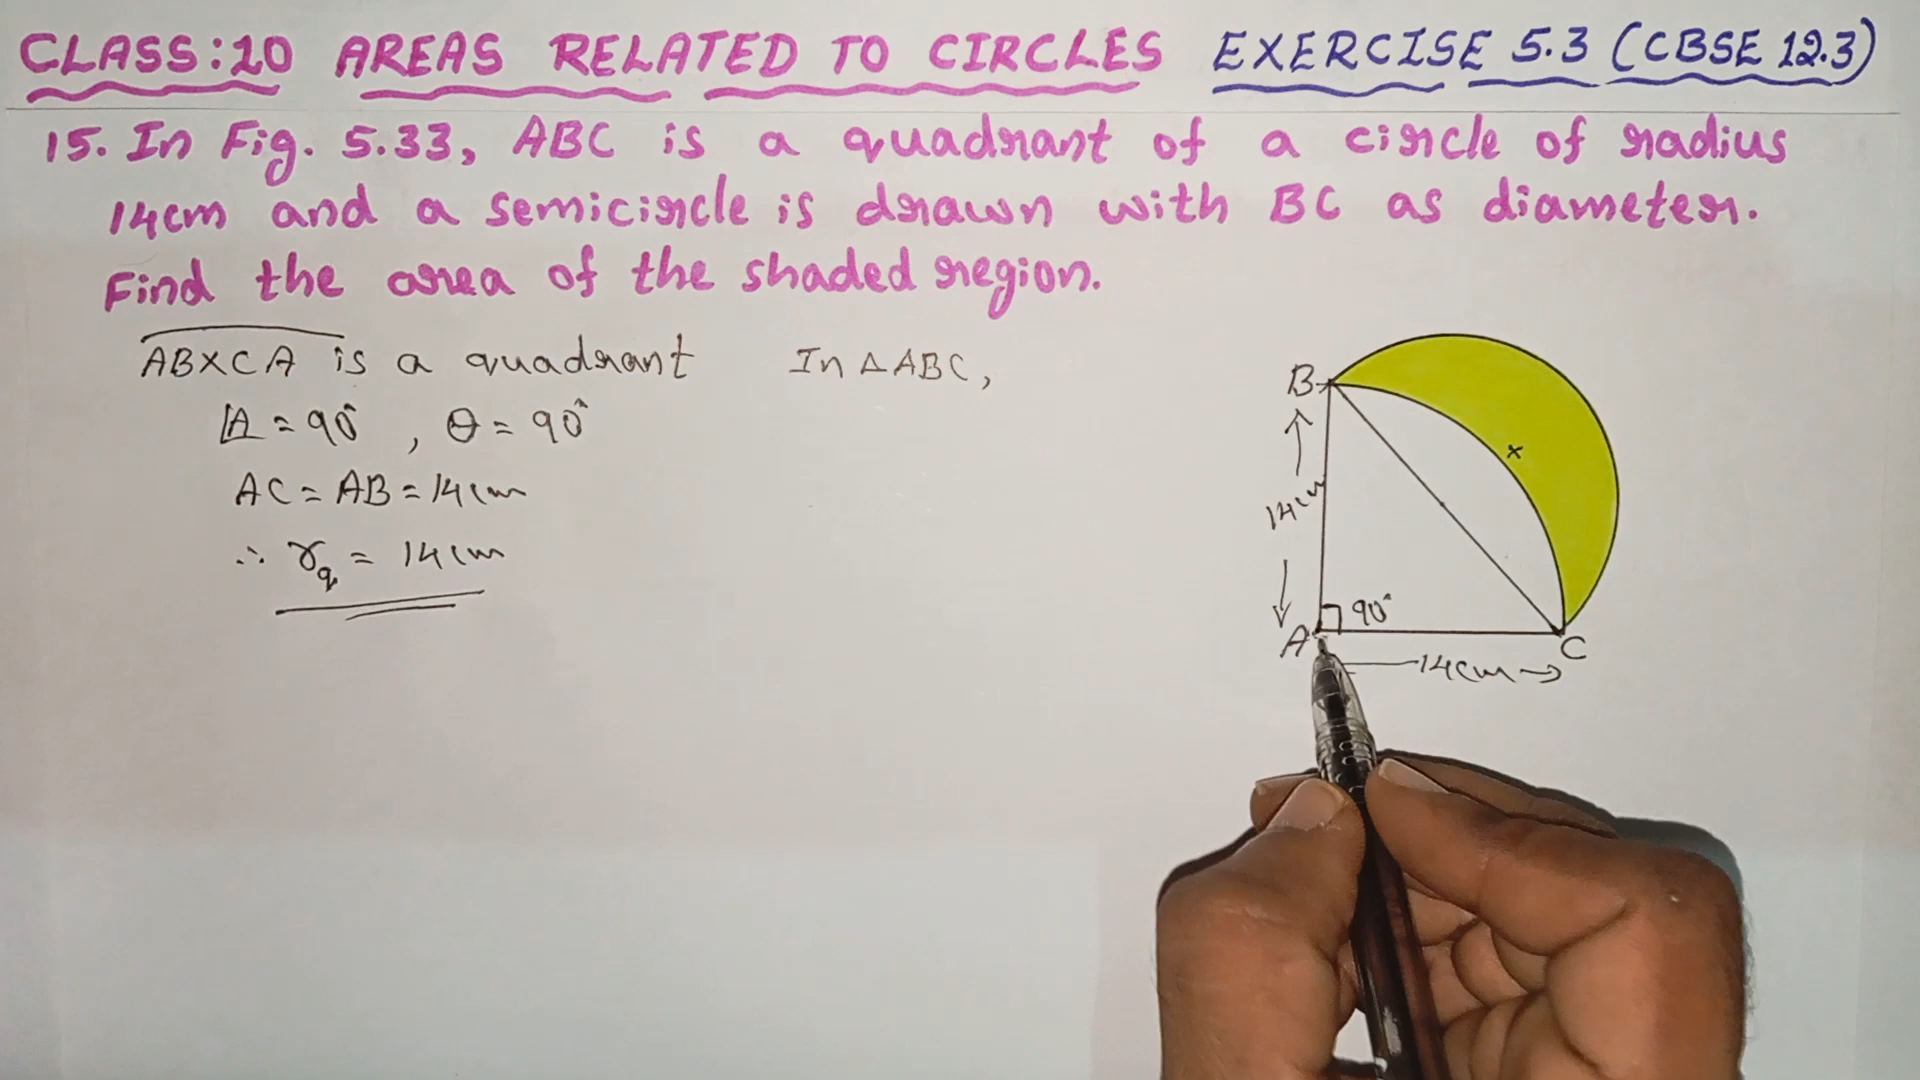 CLASS:10 AREAS RELATED TO CIRCLES EXERCISE 5.3 (CBSE 12.3)
15. In Fig. 5.33, ABC is a quadrant of a circle of radius
14cm and a semicircle is drawn with BC as diameter.
Find the area of the shaded region.
ABXCA is a quadrant In △ABC,
∠A = 90° , θ = 90°
AC = AB = 14cm
∴ r_q = 14cm
B
x
14cm
90°
A
C
14cm